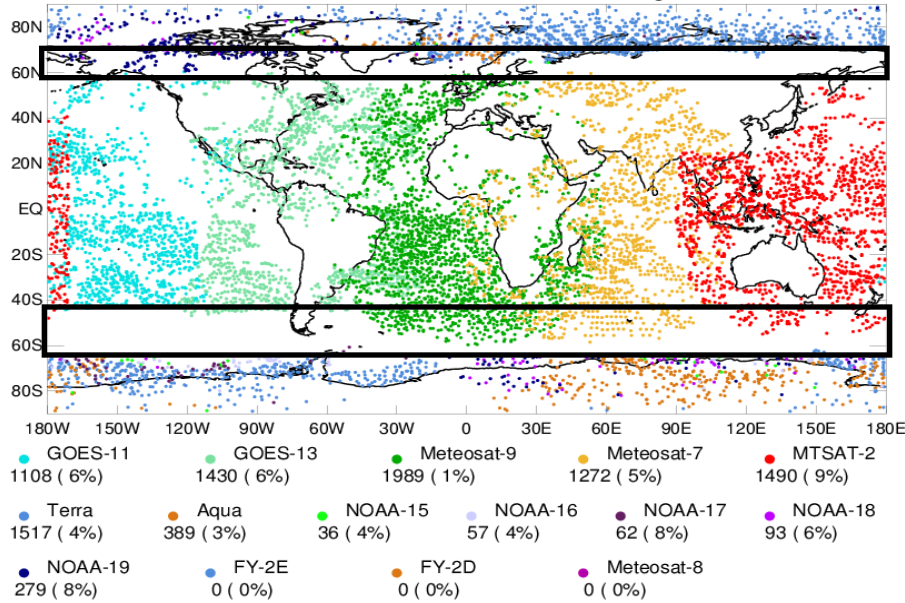 80N
60N
40N
20N
EQ
20S
40S
60S
80S
180W 150W 120W 90W 60W 30W 0E 30E 60E 90E 120E 150E 180E
GOES-11 GOES-13 Meteosat-9 Meteosat-7 MTSAT-2
1108 ( 6%) 1430 ( 6%) 1989 ( 1%) 1272 ( 5%) 1490 ( 9%)
Terra Aqua NOAA-15 NOAA-16 NOAA-17 NOAA-18
1517 ( 4%) 389 ( 3%) 36 ( 4%) 57 ( 4%) 62 ( 8%) 93 ( 6%)
NOAA-19 FY-2E FY-2D Meteosat-8
279 ( 8%) 0 ( 0%) 0 ( 0%) 0 ( 0%)